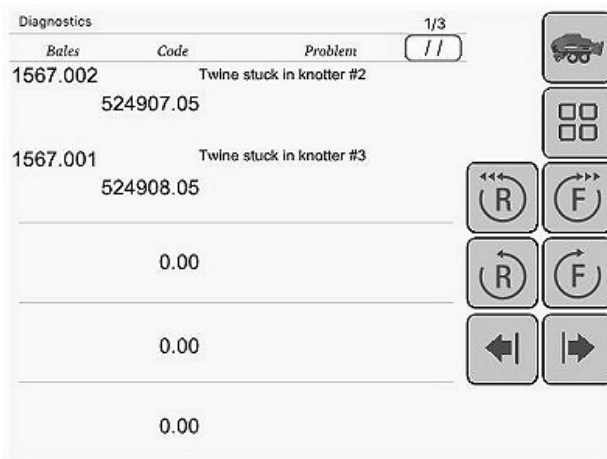 Diagnostics 1/3
Bales Code Problem //
1567.002 Twine stuck in knotter #2
524907.05
1567.001 Twine stuck in knotter #3
524908.05
R F
0.00
R F
0.00
0.00